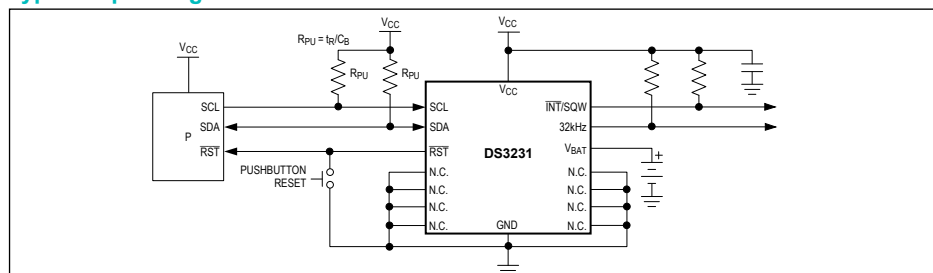 VCC
RPU = tR/CB
VCC
VCC
RPU
RPU
VCC
SCL
SCL
INT/SQW
SDA
SDA
32kHz
P
RST
RST
DS3231
VBAT
+
PUSHBUTTON
RESET
N.C.
N.C.
N.C.
N.C.
N.C.
N.C.
N.C.
N.C.
GND